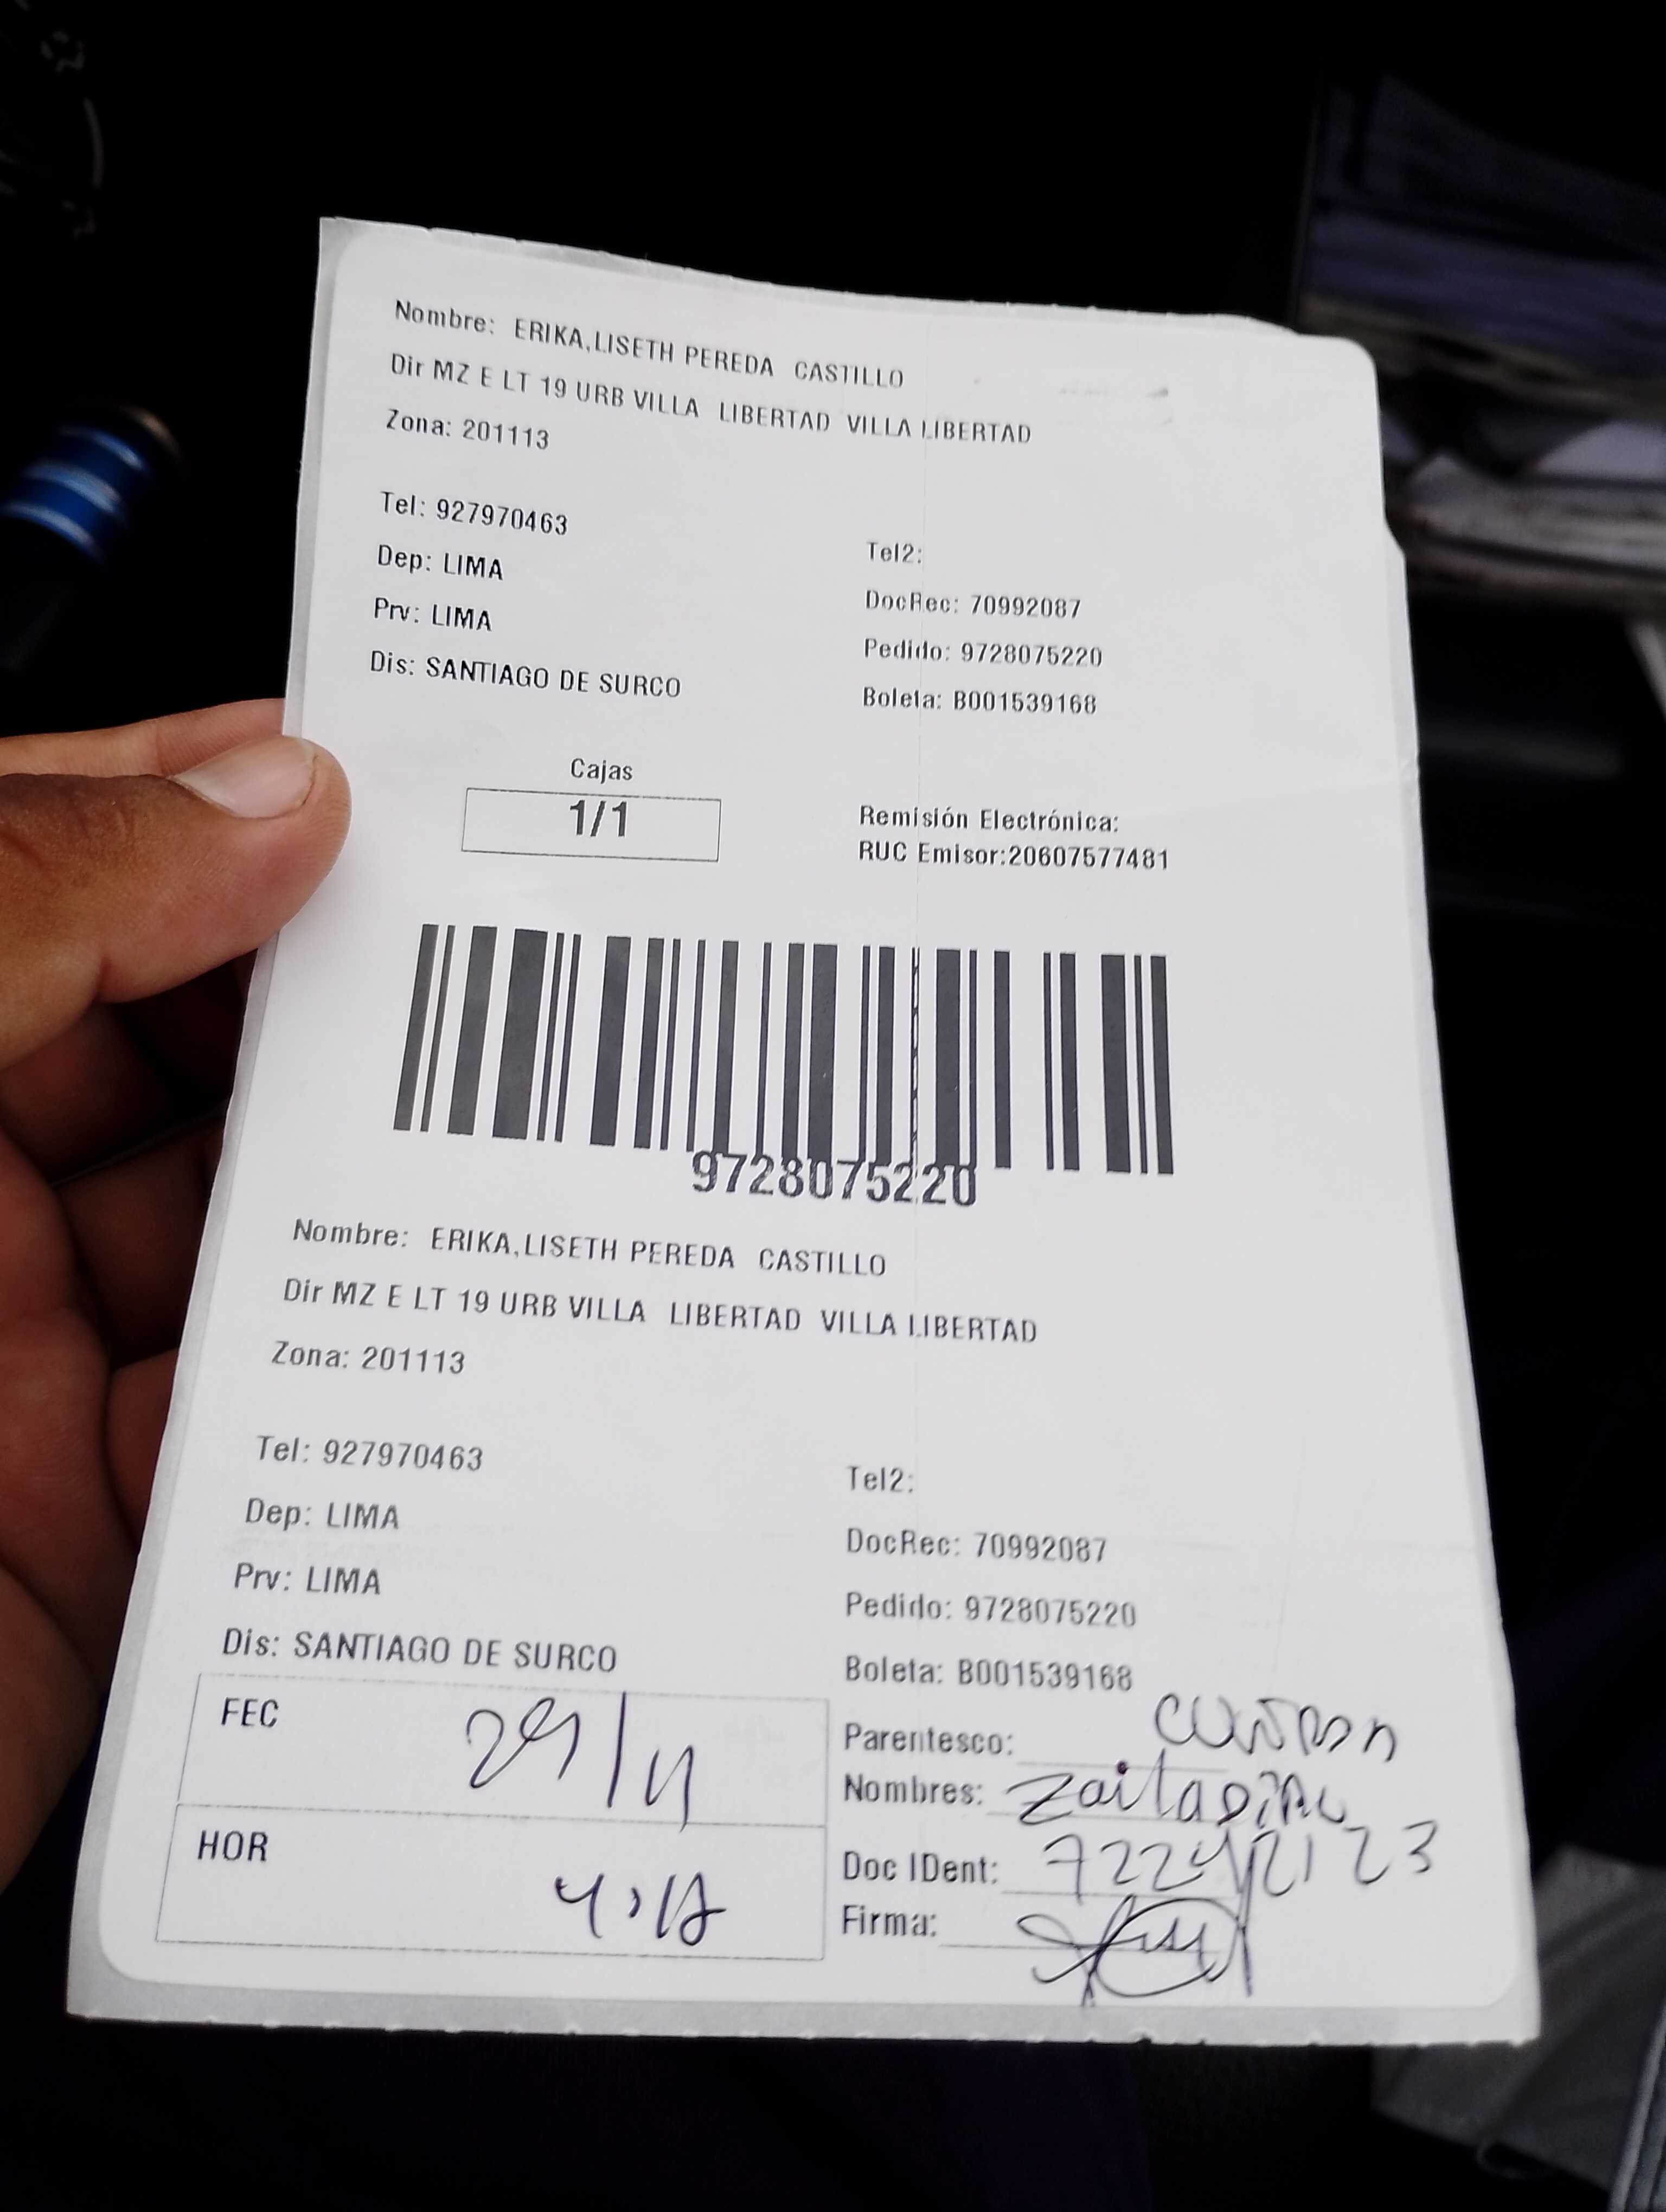 Nombre: ERIKA,LISETH PEREDA CASTILLO
Dir MZ E LT 19 URB VILLA LIBERTAD VILLA LIBERTAD
Zona: 201113
Tel: 927970463
Tel2:
Dep: LIMA
DocRec: 70992087
Prv: LIMA
Pedido: 9728075220
Dis: SANTIAGO DE SURCO
Boleta: B001539168
Cajas
1/1
Remisión Electrónica:
RUC Emisor:20607577481
9728075220
Nombre: ERIKA,LISETH PEREDA CASTILLO
Dir MZ E LT 19 URB VILLA LIBERTAD VILLA LIBERTAD
Zona: 201113
Tel: 927970463
Tel2:
Dep: LIMA
DocRec: 70992087
Prv: LIMA
Pedido: 9728075220
Dis: SANTIAGO DE SURCO
Boleta: B001539168
FEC 29/11
Parentesco:
Nombres:
HOR
Doc IDent:
Firma: